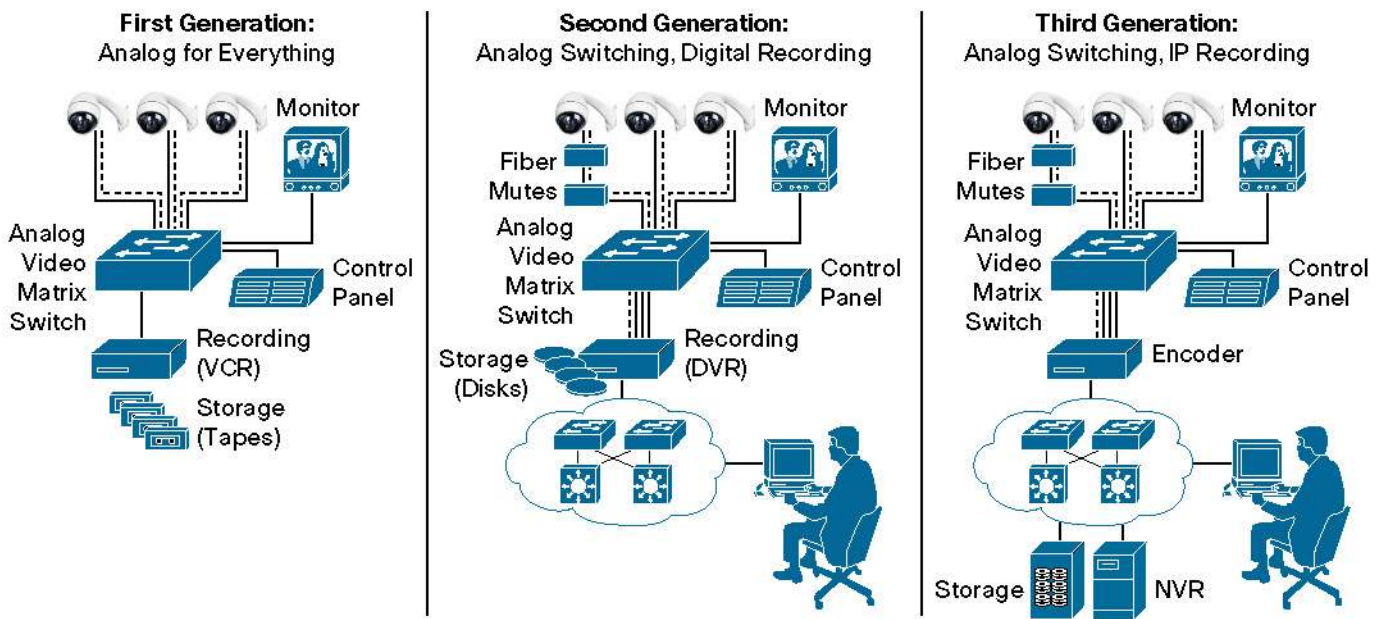 First Generation:
Analog for Everything
Monitor
Analog
Video
Matrix
Switch
Control
Panel
Recording
(VCR)
Storage
(Tapes)
Second Generation:
Analog Switching, Digital Recording
Monitor
Fiber
Mutes
Analog
Video
Matrix
Switch
Control
Panel
Storage
(Disks)
Recording
(DVR)
Third Generation:
Analog Switching, IP Recording
Monitor
Fiber
Mutes
Analog
Video
Matrix
Switch
Control
Panel
Encoder
Storage
NVR